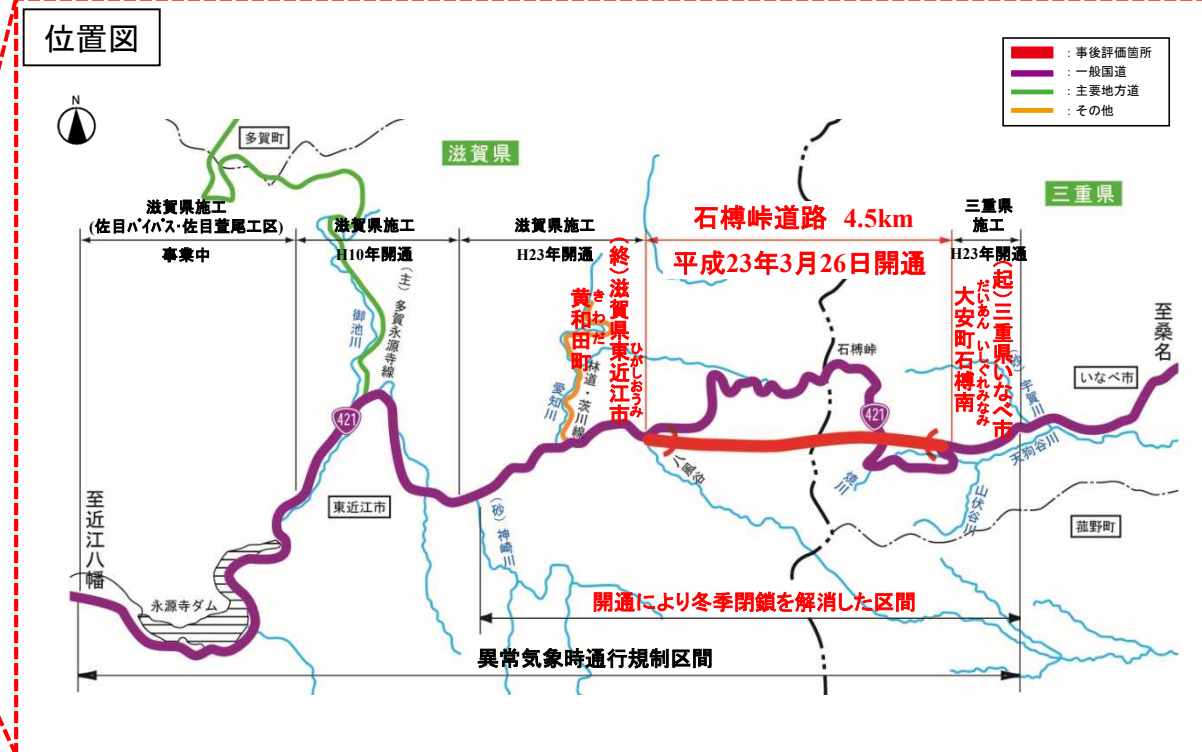 位置図
：事後評価箇所
：一般国道
：主要地方道
：その他
N
多賀町
滋賀県
三重県
滋賀県施工
(佐目バイパス･佐目萱尾工区)
事業中
滋賀県施工
H10年開通
滋賀県施工
H23年開通
石榑峠道路 4.5km
平成23年3月26日開通
三重県
施工
H23年開通
(主)多賀永源寺線
御池川
(終)滋賀県東近江市
ひがしおうみ
黄和田町
きわだ
林道・茨川線
愛知川
石榑峠
(起)三重県いなべ市
大安町石榑南
だいあん いしぐれみなみ
(砂)宇賀川
いなべ市
至桑名
421
421
八風谷
焼川
天狗谷川
山伏谷川
菰野町
東近江市
(砂)神崎川
至近江八幡
永源寺ダム
開通により冬季閉鎖を解消した区間
異常気象時通行規制区間